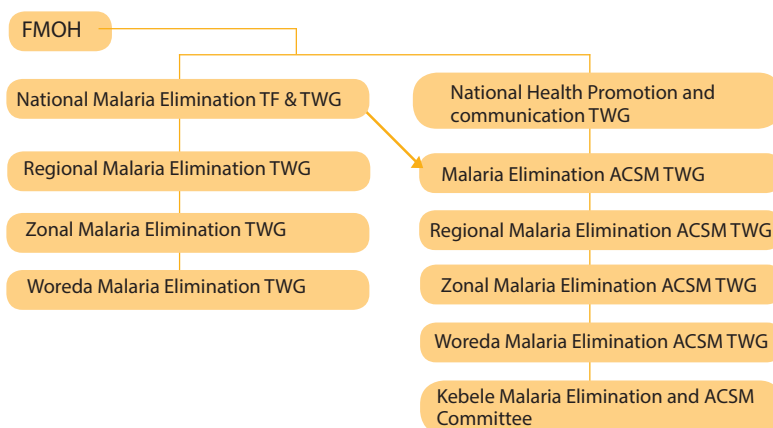 FMOH
National Malaria Elimination TF & TWG
Regional Malaria Elimination TWG
Zonal Malaria Elimination TWG
Woreda Malaria Elimination TWG
National Health Promotion and
communication TWG
Malaria Elimination ACSM TWG
Regional Malaria Elimination ACSM TWG
Zonal Malaria Elimination ACSM TWG
Woreda Malaria Elimination ACSM TWG
Kebele Malaria Elimination and ACSM
Committee